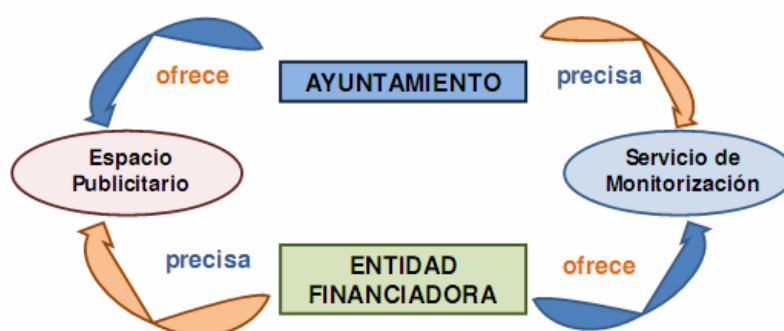 ofrece
AYUNTAMIENTO
precisa
Espacio
Publicitario
Servicio de
Monitorización
precisa
ENTIDAD
FINANCIADORA
ofrece